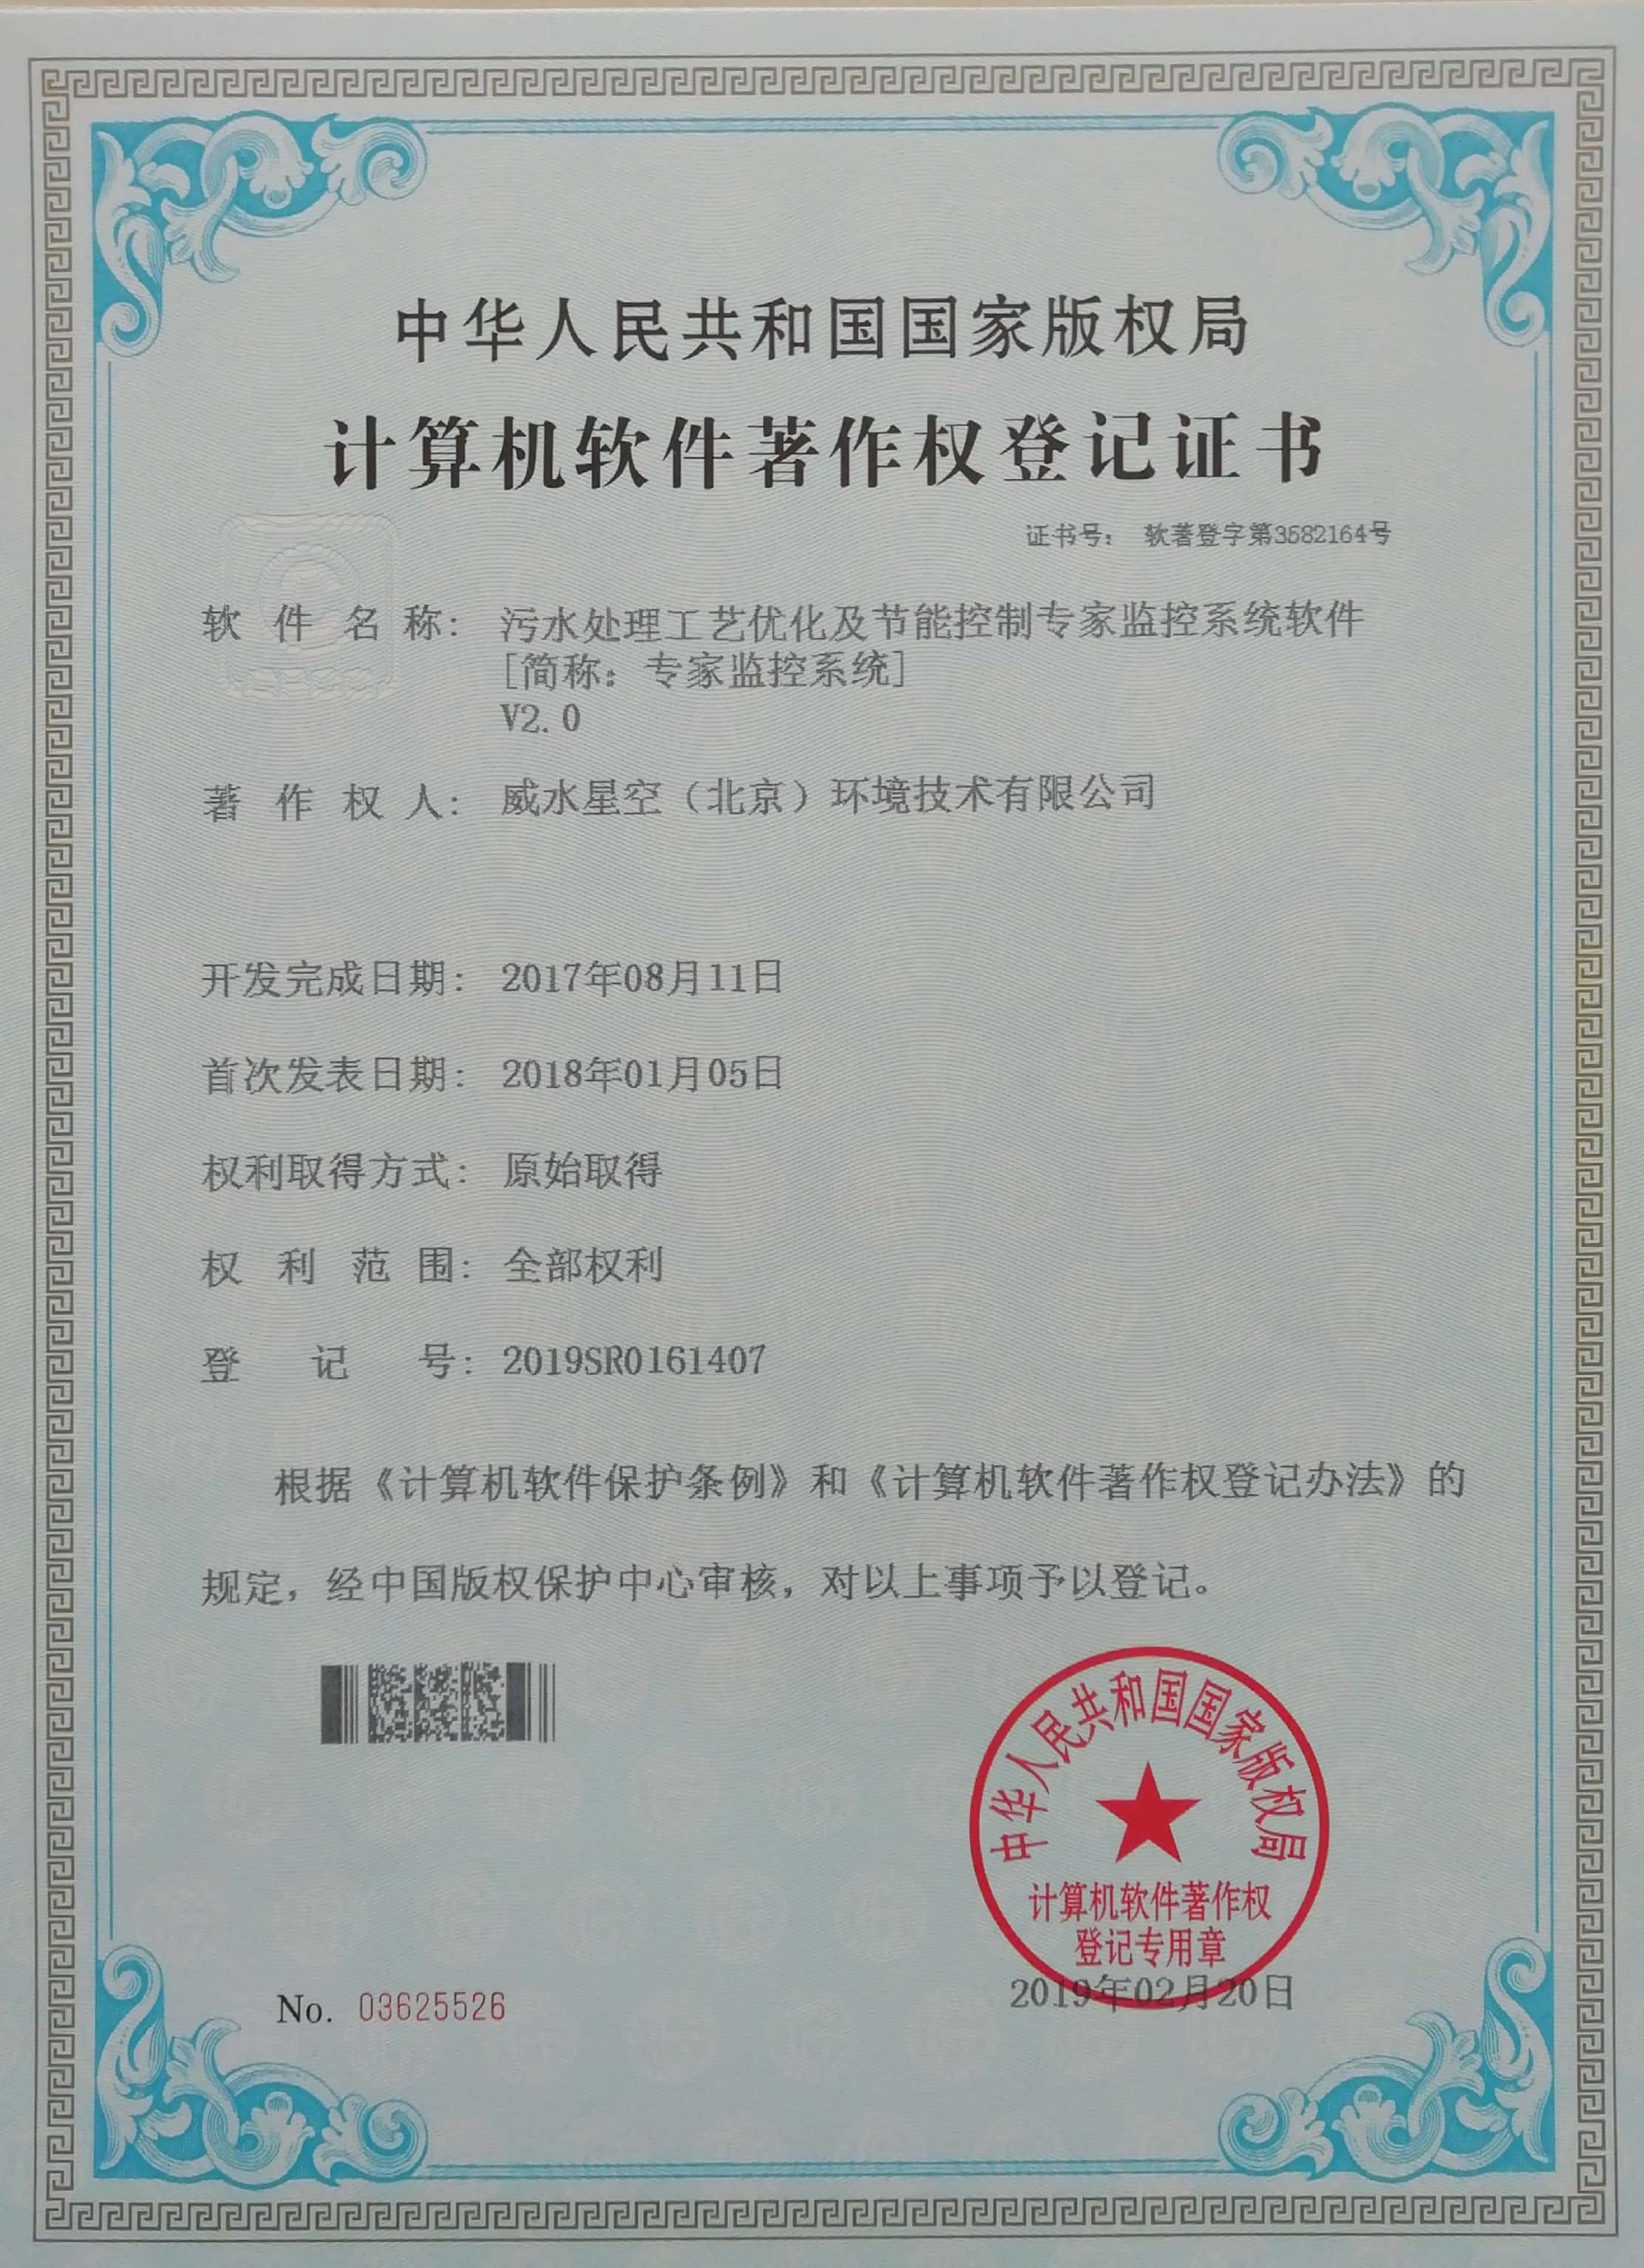 中华人民共和国国家版权局
计算机软件著作权登记证书
证书号： 软著登字第3582164号
软件名称： 污水处理工艺优化及节能控制专家监控系统软件
[简称：专家监控系统]
V2.0
著作权人： 威水星空（北京）环境技术有限公司
开发完成日期： 2017年08月11日
首次发表日期： 2018年01月05日
权利取得方式： 原始取得
权利范围： 全部权利
登记号： 2019SR0161407
根据《计算机软件保护条例》和《计算机软件著作权登记办法》的
规定，经中国版权保护中心审核，对以上事项予以登记。
中华人民共和国国家版权局
计算机软件著作权
登记专用章
2019年02月20日
No. 03625526